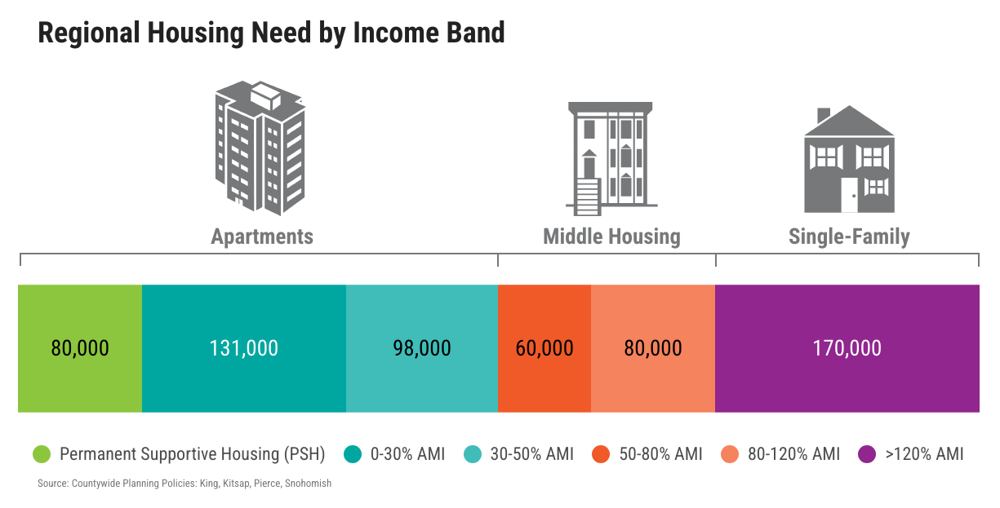 Regional Housing Need by Income Band
Apartments
Middle Housing
Single-Family
80,000
131,000
98,000
60,000
80,000
170,000
Permanent Supportive Housing (PSH)
0-30% AMI
30-50% AMI
50-80% AMI
80-120% AMI
>120% AMI
Source: Countywide Planning Policies: King, Kitsap, Pierce, Snohomish